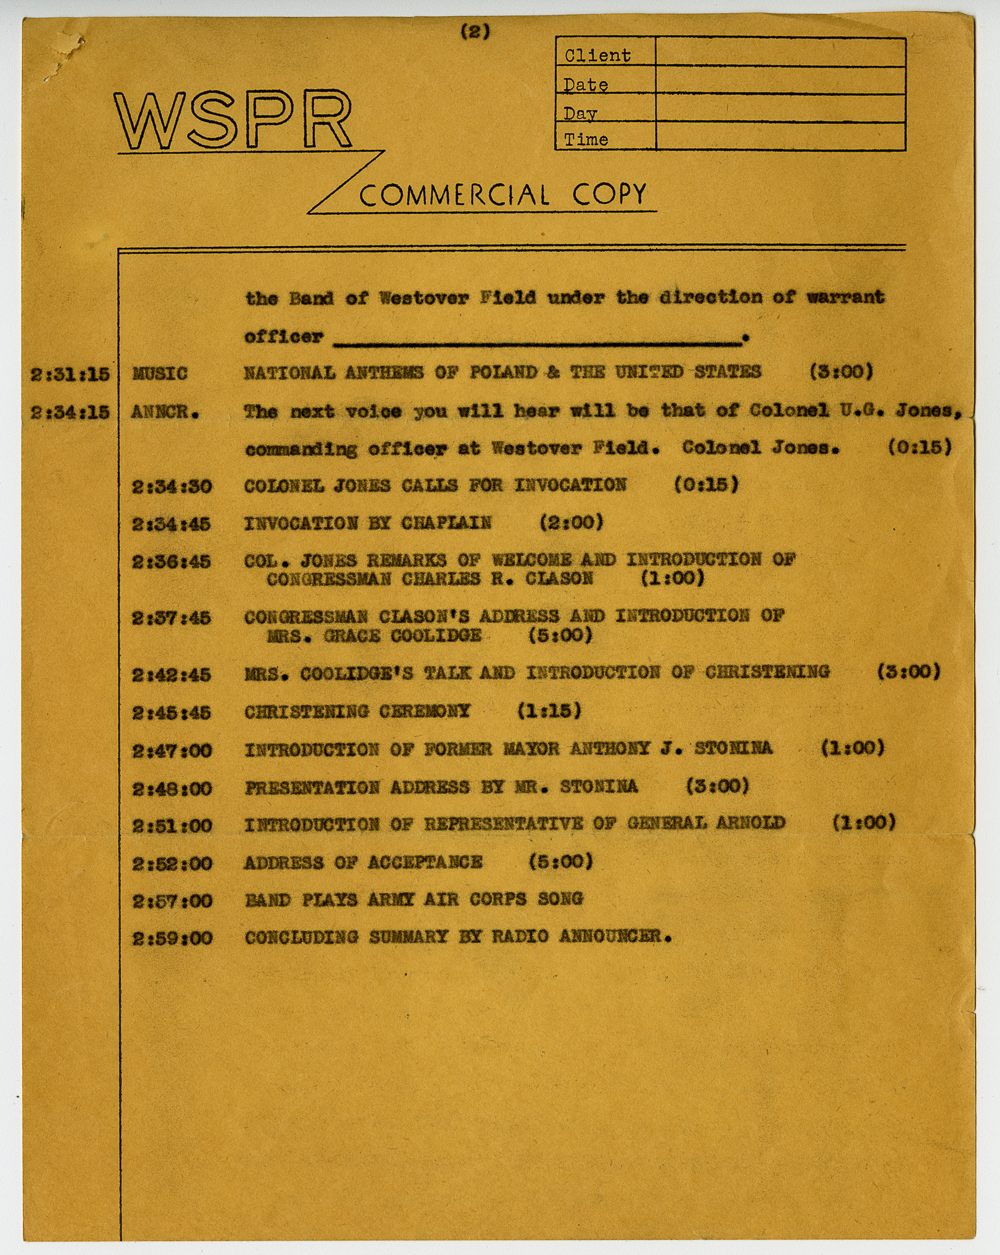 (2)
Client
Date
Day
Time
WSPR
COMMERCIAL COPY
the Band of Westover Field under the direction of warrant
officer ______________________________.
2:31:15 MUSIC NATIONAL ANTHEMS OF POLAND & THE UNITED STATES (3:00)
2:34:15 ANNCR. The next voice you will hear will be that of Colonel U.G. Jones,
commanding officer at Westover Field. Colonel Jones. (0:15)
2:34:30 COLONEL JONES CALLS FOR INVOCATION (0:15)
2:34:45 INVOCATION BY CHAPLAIN (2:00)
2:36:45 COL. JONES REMARKS OF WELCOME AND INTRODUCTION OF
CONGRESSMAN CHARLES R. CLASON (1:00)
2:37:45 CONGRESSMAN CLASON'S ADDRESS AND INTRODUCTION OF
MRS. GRACE COOLIDGE (5:00)
2:42:45 MRS. COOLIDGE'S TALK AND INTRODUCTION OF CHRISTENING (3:00)
2:45:45 CHRISTENING CEREMONY (1:15)
2:47:00 INTRODUCTION OF FORMER MAYOR ANTHONY J. STONINA (1:00)
2:48:00 PRESENTATION ADDRESS BY MR. STONINA (3:00)
2:51:00 INTRODUCTION OF REPRESENTATIVE OF GENERAL ARNOLD (1:00)
2:52:00 ADDRESS OF ACCEPTANCE (5:00)
2:57:00 BAND PLAYS ARMY AIR CORPS SONG
2:59:00 CONCLUDING SUMMARY BY RADIO ANNOUNCER.